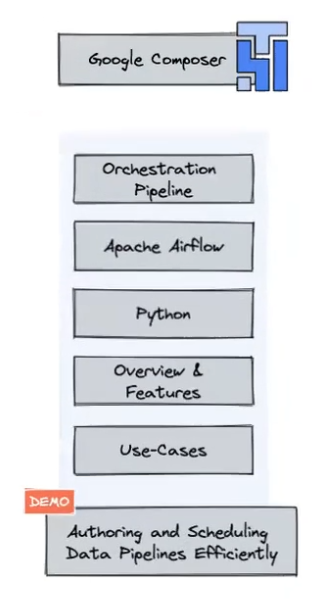 Google Composer
Orchestration
Pipeline
Apache Airflow
Python
Overview &
Features
Use-Cases
DEMO
Authoring and Scheduling
Data Pipelines Efficiently